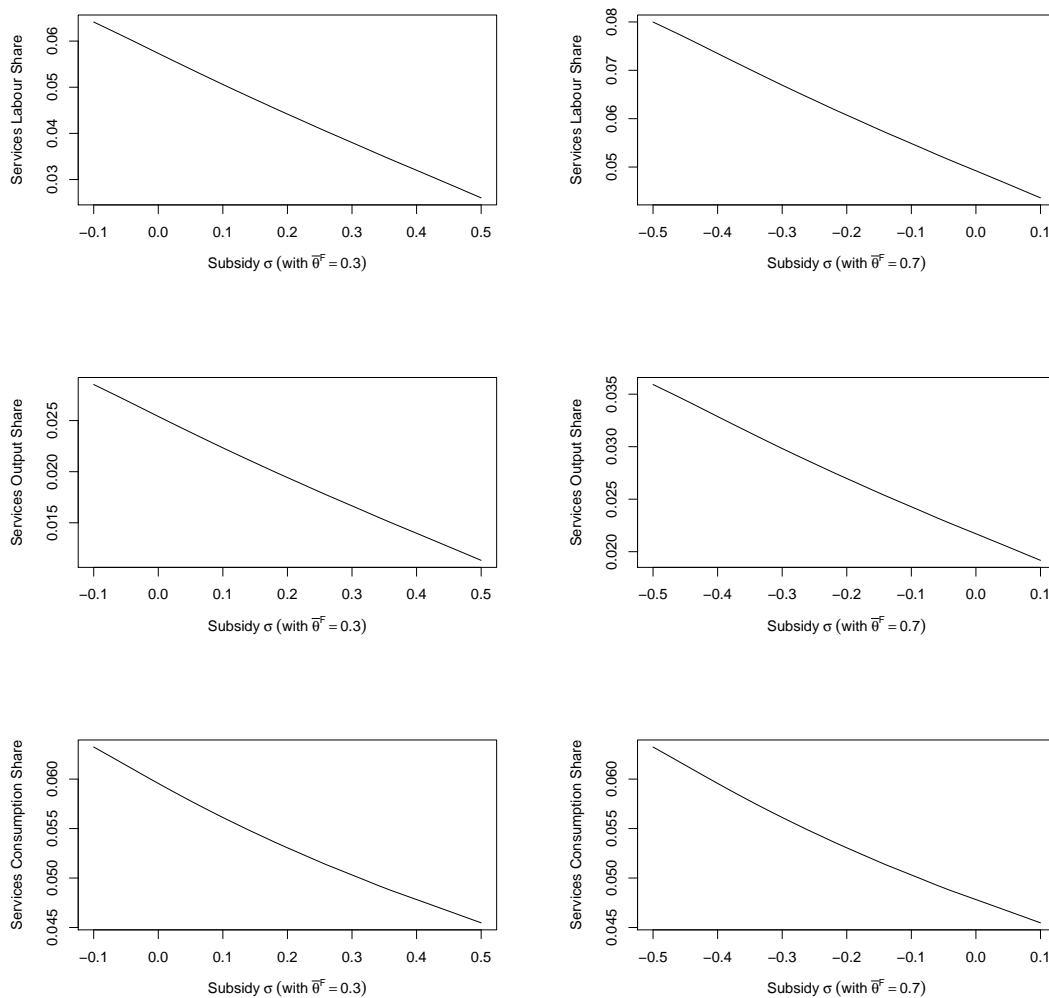 Services Labour Share
0.03 0.04 0.05 0.06
−0.1 0.0 0.1 0.2 0.3 0.4 0.5
Subsidy σ (with θ̅ᶠ = 0.3)
Services Labour Share
0.05 0.06 0.07 0.08
−0.5 −0.4 −0.3 −0.2 −0.1 0.0 0.1
Subsidy σ (with θ̅ᶠ = 0.7)
Services Output Share
0.015 0.020 0.025
−0.1 0.0 0.1 0.2 0.3 0.4 0.5
Subsidy σ (with θ̅ᶠ = 0.3)
Services Output Share
0.020 0.025 0.030 0.035
−0.5 −0.4 −0.3 −0.2 −0.1 0.0 0.1
Subsidy σ (with θ̅ᶠ = 0.7)
Services Consumption Share
0.045 0.050 0.055 0.060
−0.1 0.0 0.1 0.2 0.3 0.4 0.5
Subsidy σ (with θ̅ᶠ = 0.3)
Services Consumption Share
0.045 0.050 0.055 0.060
−0.5 −0.4 −0.3 −0.2 −0.1 0.0 0.1
Subsidy σ (with θ̅ᶠ = 0.7)